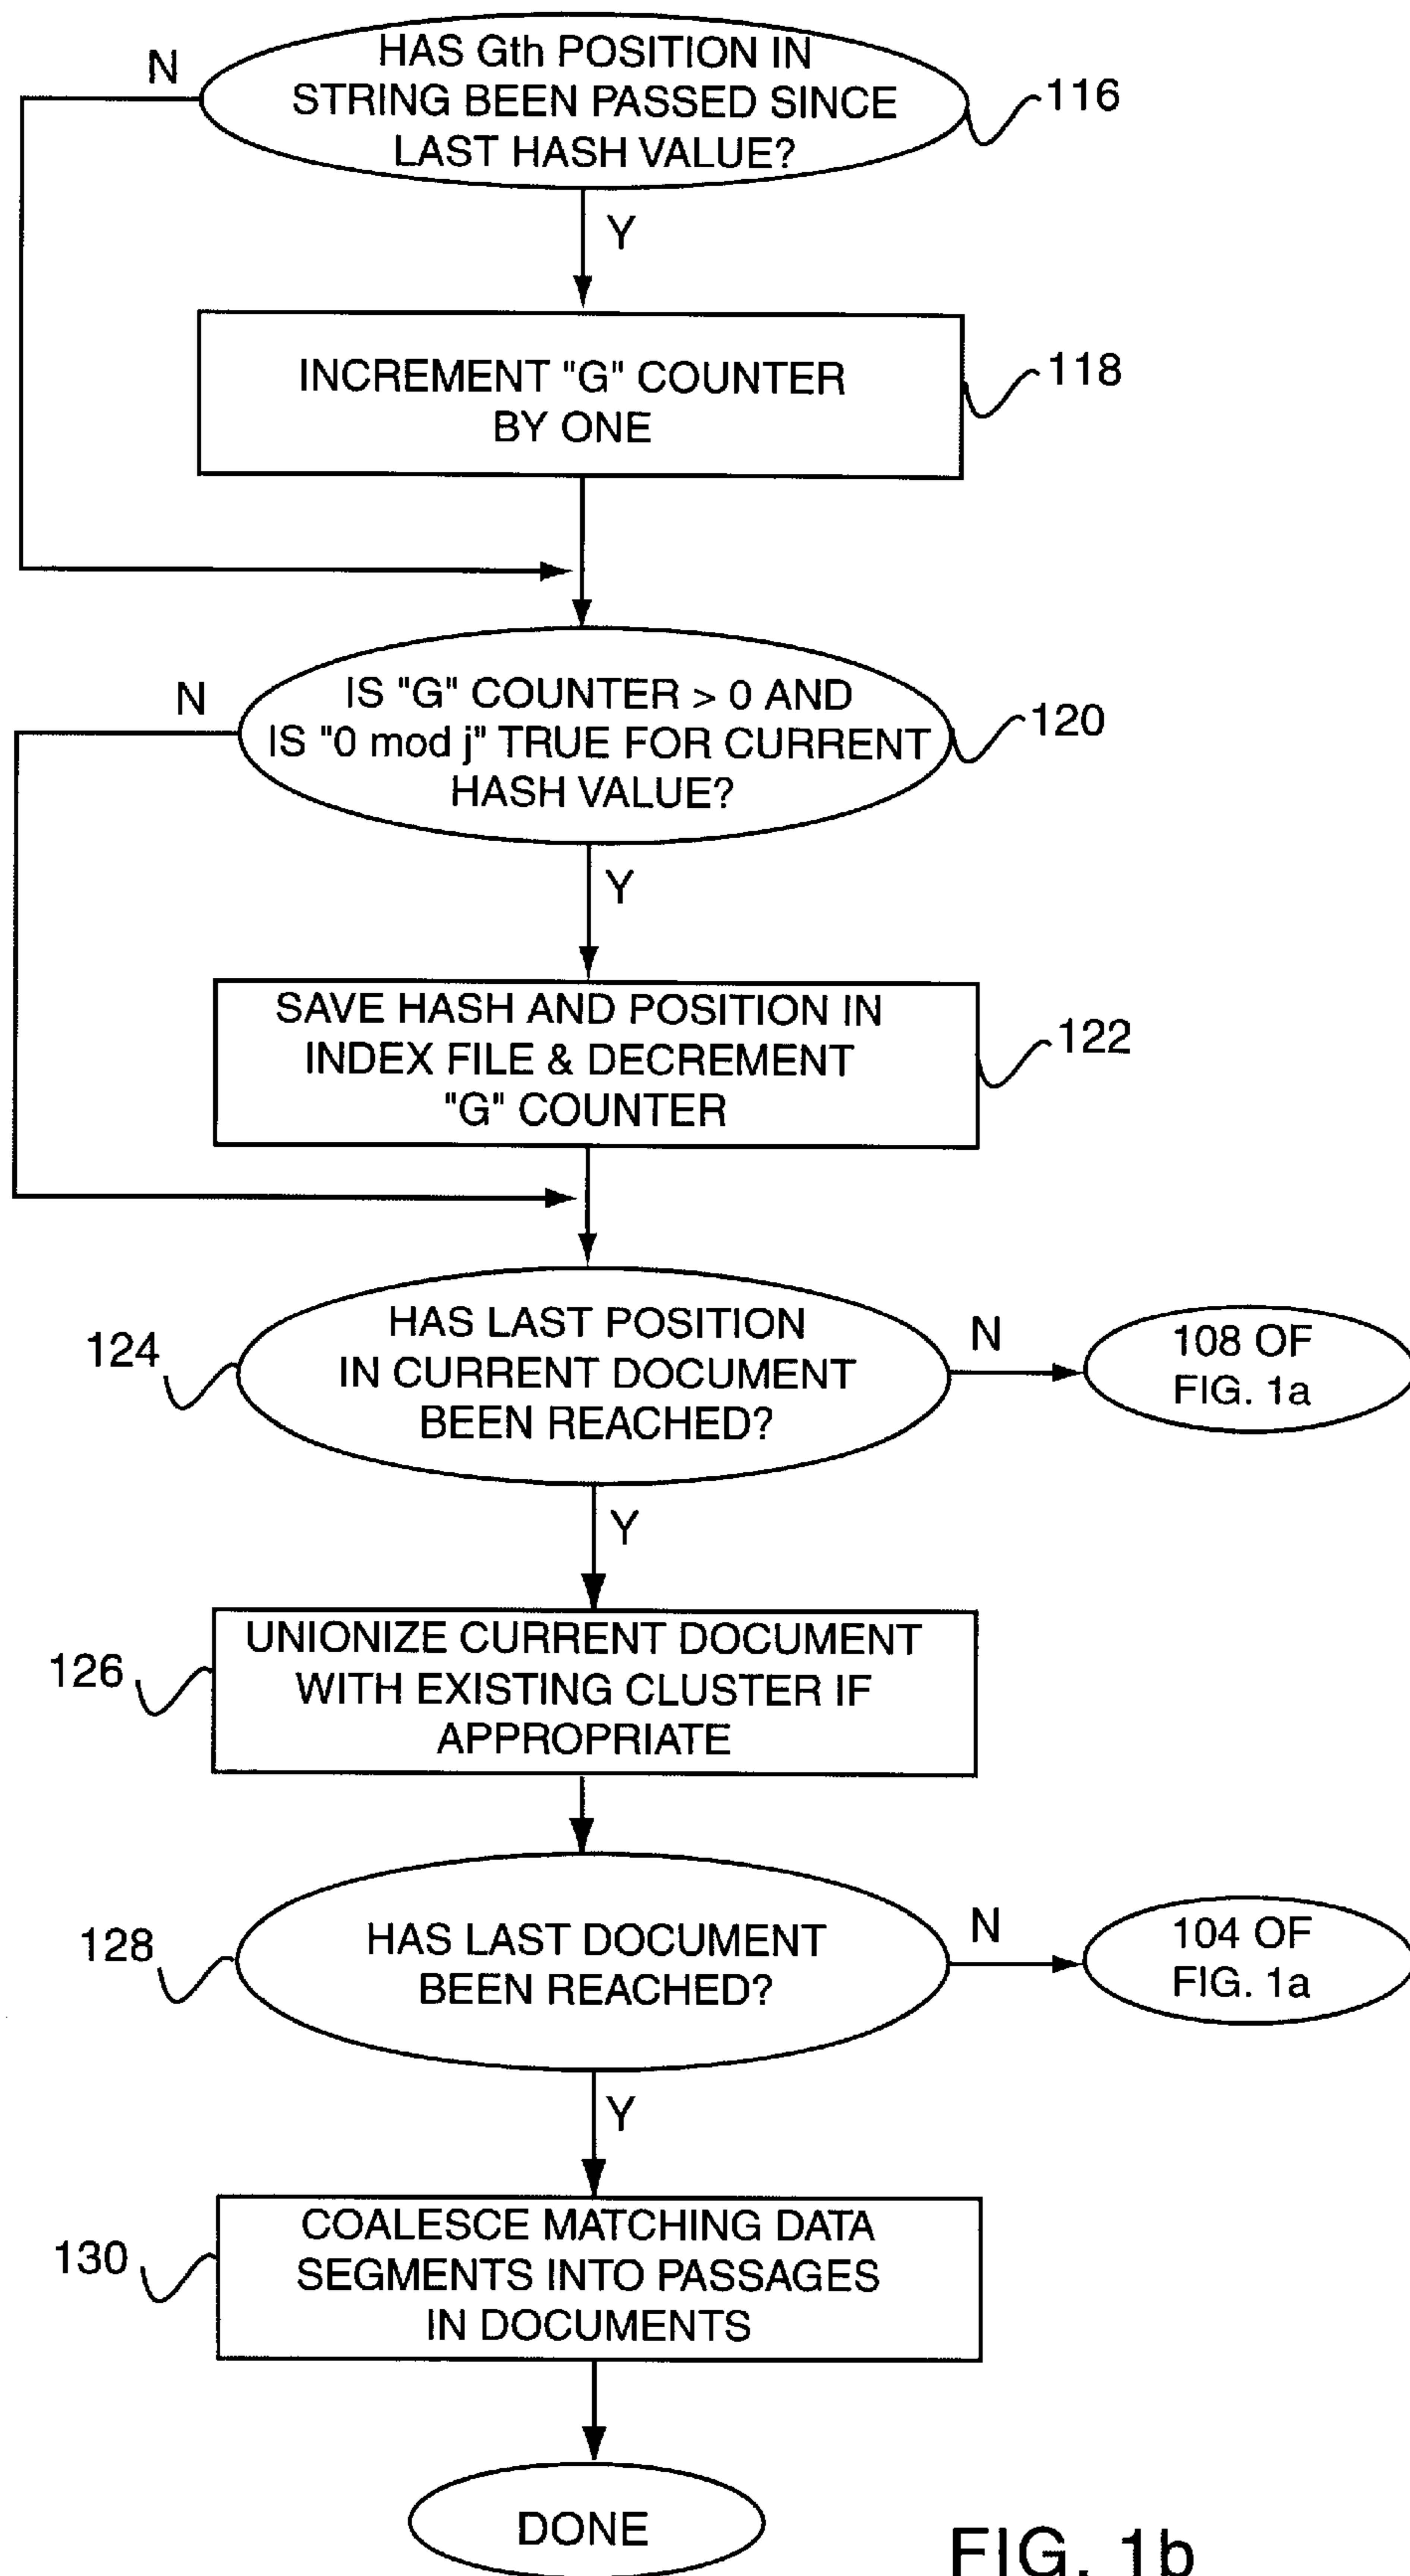 N
HAS Gth POSITION IN
STRING BEEN PASSED SINCE
LAST HASH VALUE?
116
Y
INCREMENT "G" COUNTER
BY ONE
118
N
IS "G" COUNTER > 0 AND
IS "0 mod j" TRUE FOR CURRENT
HASH VALUE?
120
Y
SAVE HASH AND POSITION IN
INDEX FILE & DECREMENT
"G" COUNTER
122
124
HAS LAST POSITION
IN CURRENT DOCUMENT
BEEN REACHED?
N
108 OF
FIG. 1a
Y
126
UNIONIZE CURRENT DOCUMENT
WITH EXISTING CLUSTER IF
APPROPRIATE
128
HAS LAST DOCUMENT
BEEN REACHED?
N
104 OF
FIG. 1a
Y
130
COALESCE MATCHING DATA
SEGMENTS INTO PASSAGES
IN DOCUMENTS
DONE
FIG. 1b